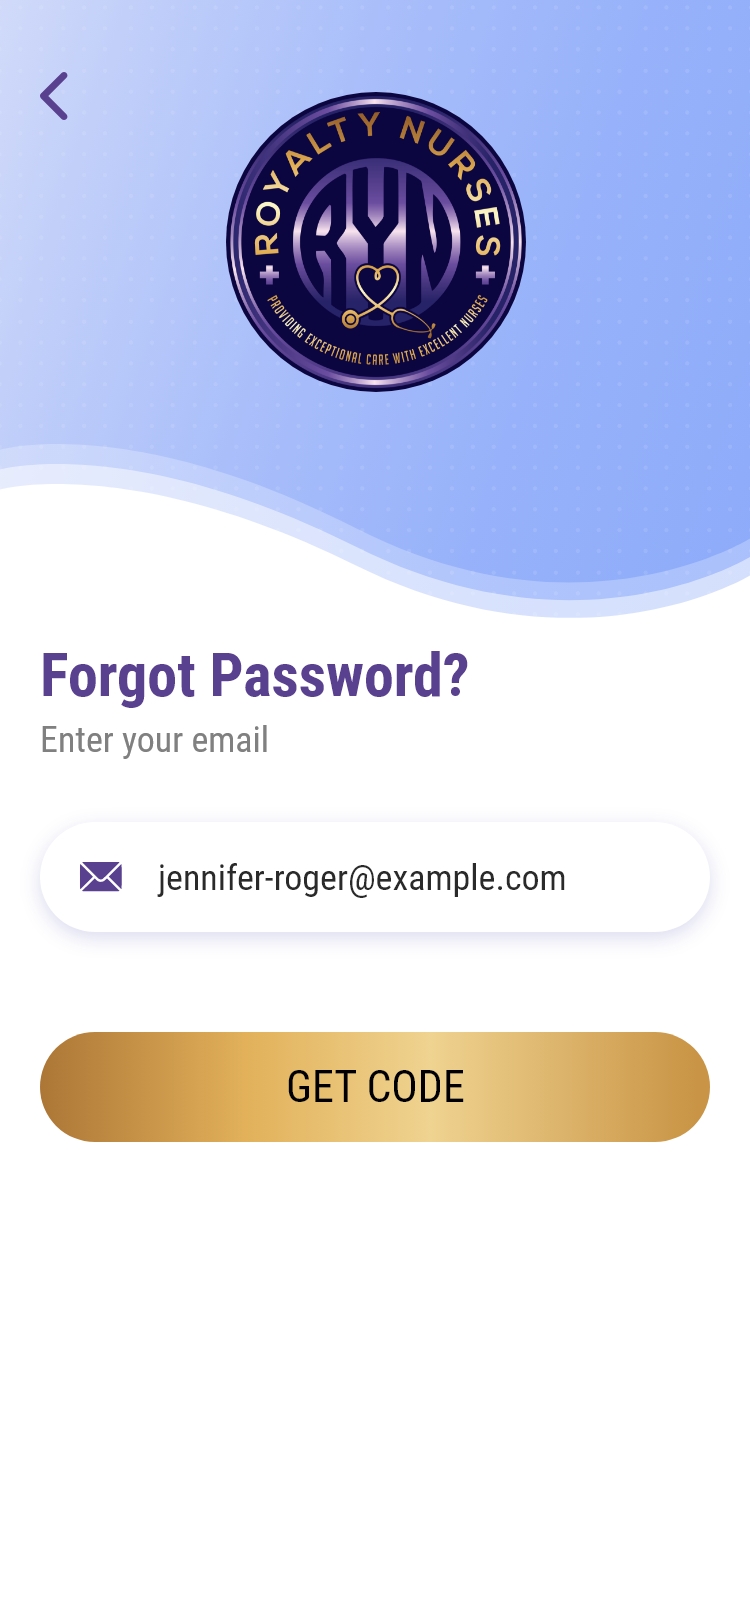 ROYALTY NURSES
RYN
PROVIDING EXCEPTIONAL CARE WITH EXCELLENT NURSES
Forgot Password?
Enter your email
jennifer-roger@example.com
GET CODE